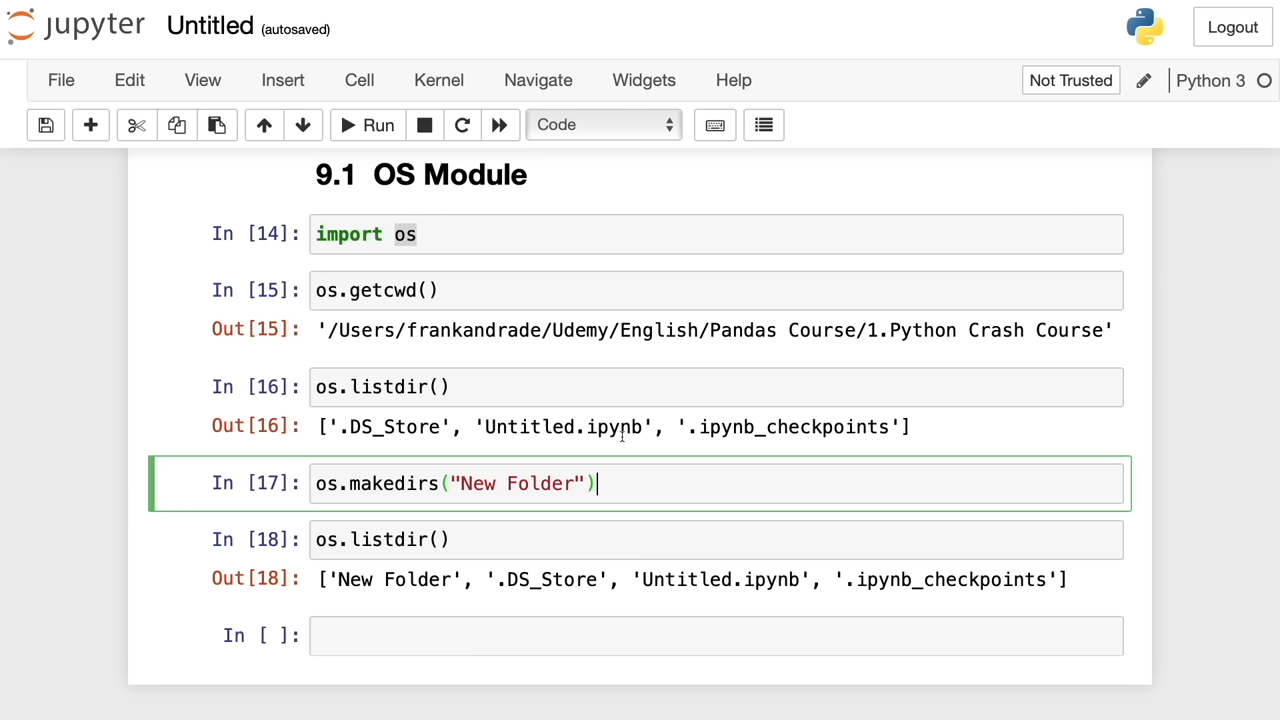 jupyter Untitled (autosaved) Logout
File Edit View Insert Cell Kernel Navigate Widgets Help Not Trusted Python 3
Run Code
9.1 OS Module
In [14]: import os
In [15]: os.getcwd()
Out[15]: '/Users/frankandrade/Udemy/English/Pandas Course/1.Python Crash Course'
In [16]: os.listdir()
Out[16]: ['.DS_Store', 'Untitled.ipynb', '.ipynb_checkpoints']
In [17]: os.makedirs("New Folder")
In [18]: os.listdir()
Out[18]: ['New Folder', '.DS_Store', 'Untitled.ipynb', '.ipynb_checkpoints']
In [ ]: